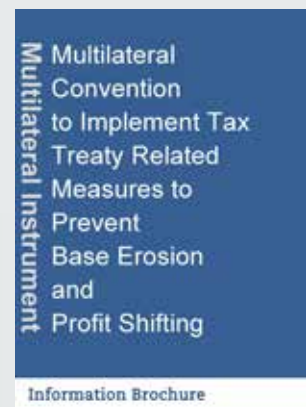 Multilateral Instrument
Multilateral
Convention
to Implement Tax
Treaty Related
Measures to
Prevent
Base Erosion
and
Profit Shifting
Information Brochure